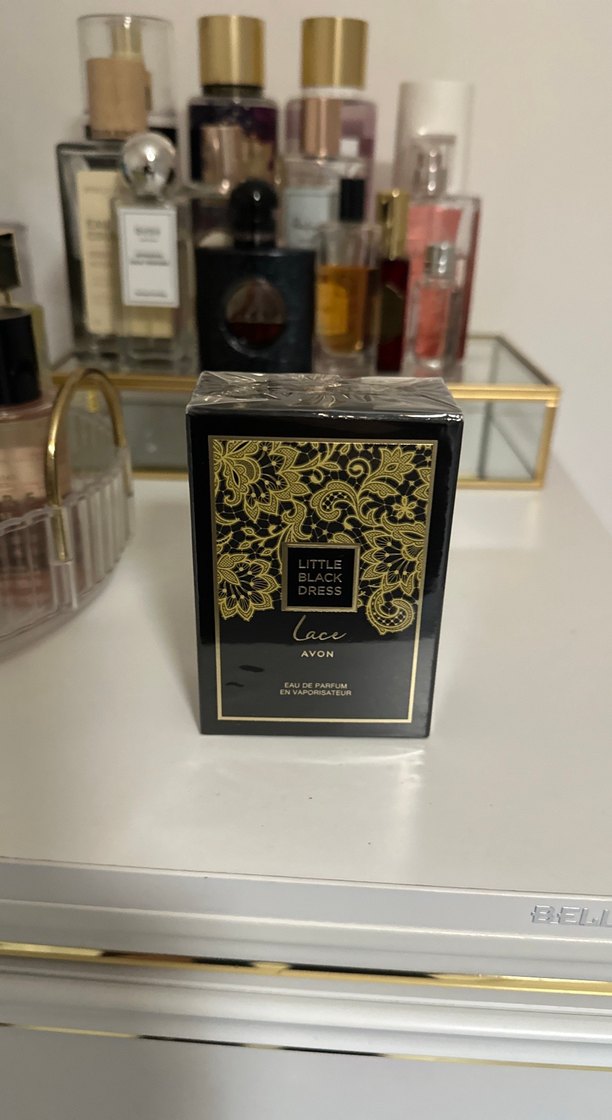 LITTLE
BLACK
DRESS
Lace
AVON
EAU DE PARFUM
EN VAPORISATEUR